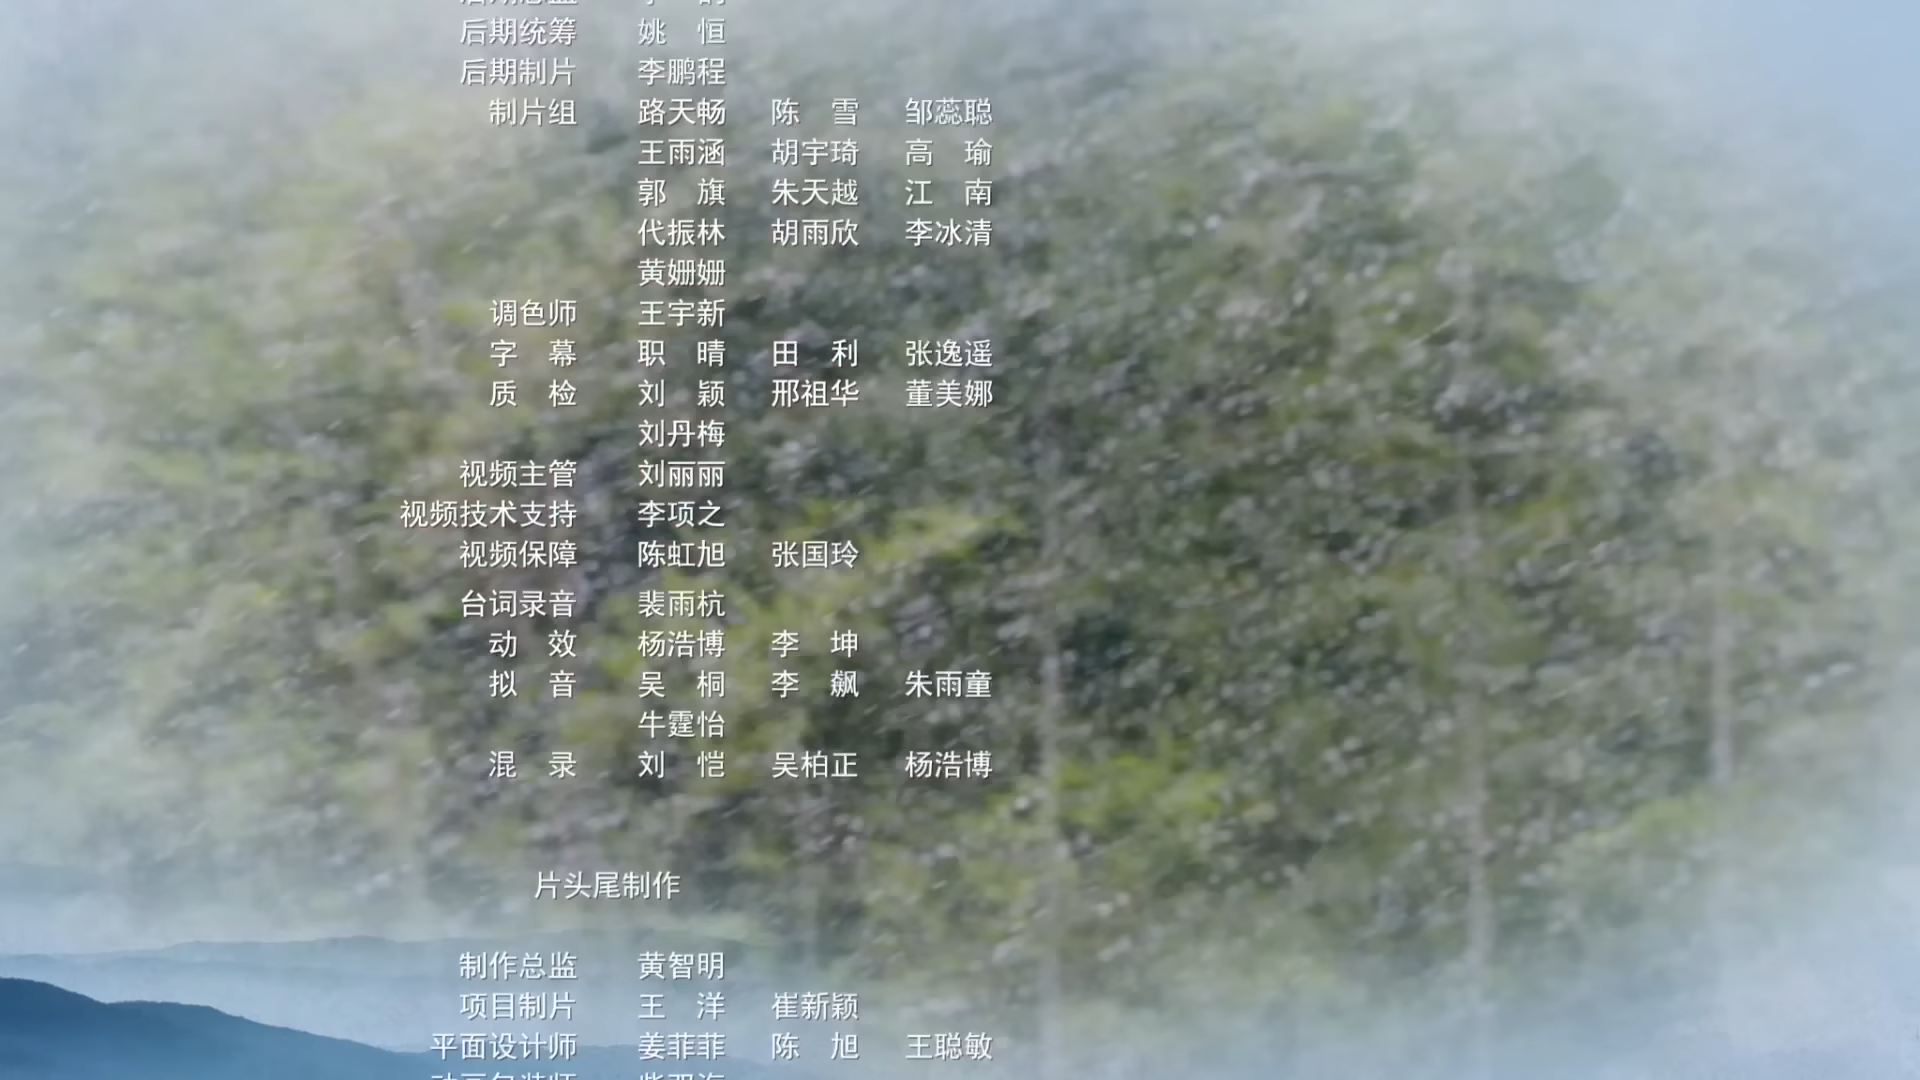 后期统筹 姚 恒
后期制片 李鹏程
制片组 路天畅 陈 雪 邹蕊聪
王雨涵 胡宇琦 高 瑜
郭 旗 朱天越 江 南
代振林 胡雨欣 李冰清
黄姗姗
调色师 王宇新
字 幕 职 晴 田 利 张逸遥
质 检 刘 颖 邢祖华 董美娜
刘丹梅
视频主管 刘丽丽
视频技术支持 李项之
视频保障 陈虹旭 张国玲
台词录音 裴雨杭
动 效 杨浩博 李 坤
拟 音 吴 桐 李 飙 朱雨童
牛霆怡
混 录 刘 恺 吴柏正 杨浩博
片头尾制作
制作总监 黄智明
项目制片 王 洋 崔新颖
平面设计师 姜菲菲 陈 旭 王聪敏